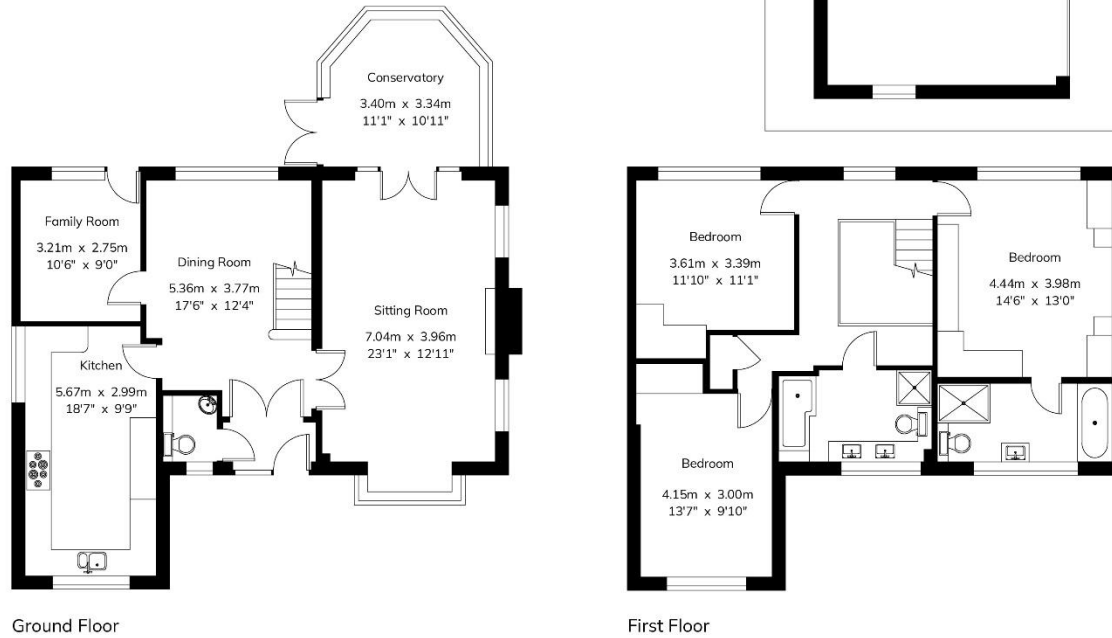 Conservatory
3.40m x 3.34m
11'1" x 10'11"
Family Room
3.21m x 2.75m
10'6" x 9'0"
Dining Room
5.36m x 3.77m
17'6" x 12'4"
Sitting Room
7.04m x 3.96m
23'1" x 12'11"
Kitchen
5.67m x 2.99m
18'7" x 9'9"
Ground Floor
Bedroom
3.61m x 3.39m
11'10" x 11'1"
Bedroom
4.44m x 3.98m
14'6" x 13'0"
Bedroom
4.15m x 3.00m
13'7" x 9'10"
First Floor